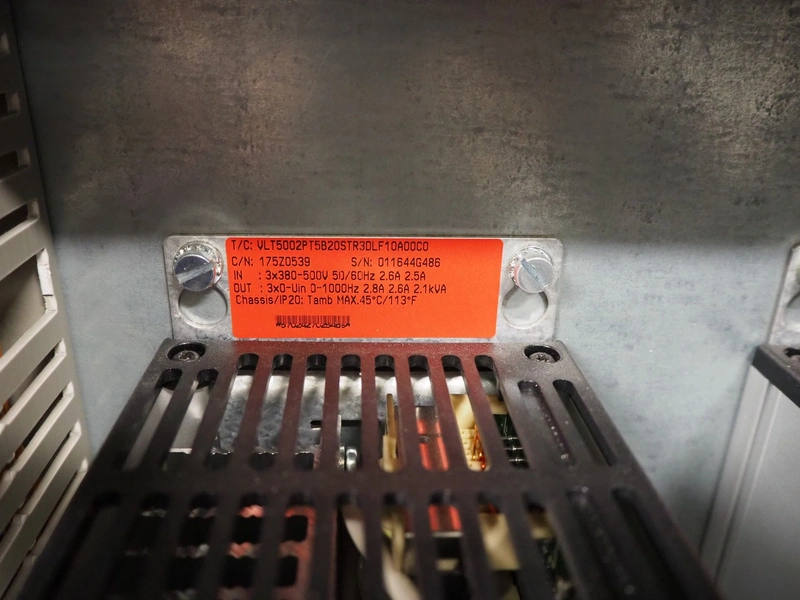 T/C: VLT5002PT5B20STR3DLF10A00C0
C/N: 175Z0539 S/N: 011644G486
IN : 3x380-500V 50/60Hz 2.6A 2.5A
OUT : 3x0-Uin 0-1000Hz 2.8A 2.6A 2.1kVA
Chassis/IP20: Tamb MAX.45°C/113°F